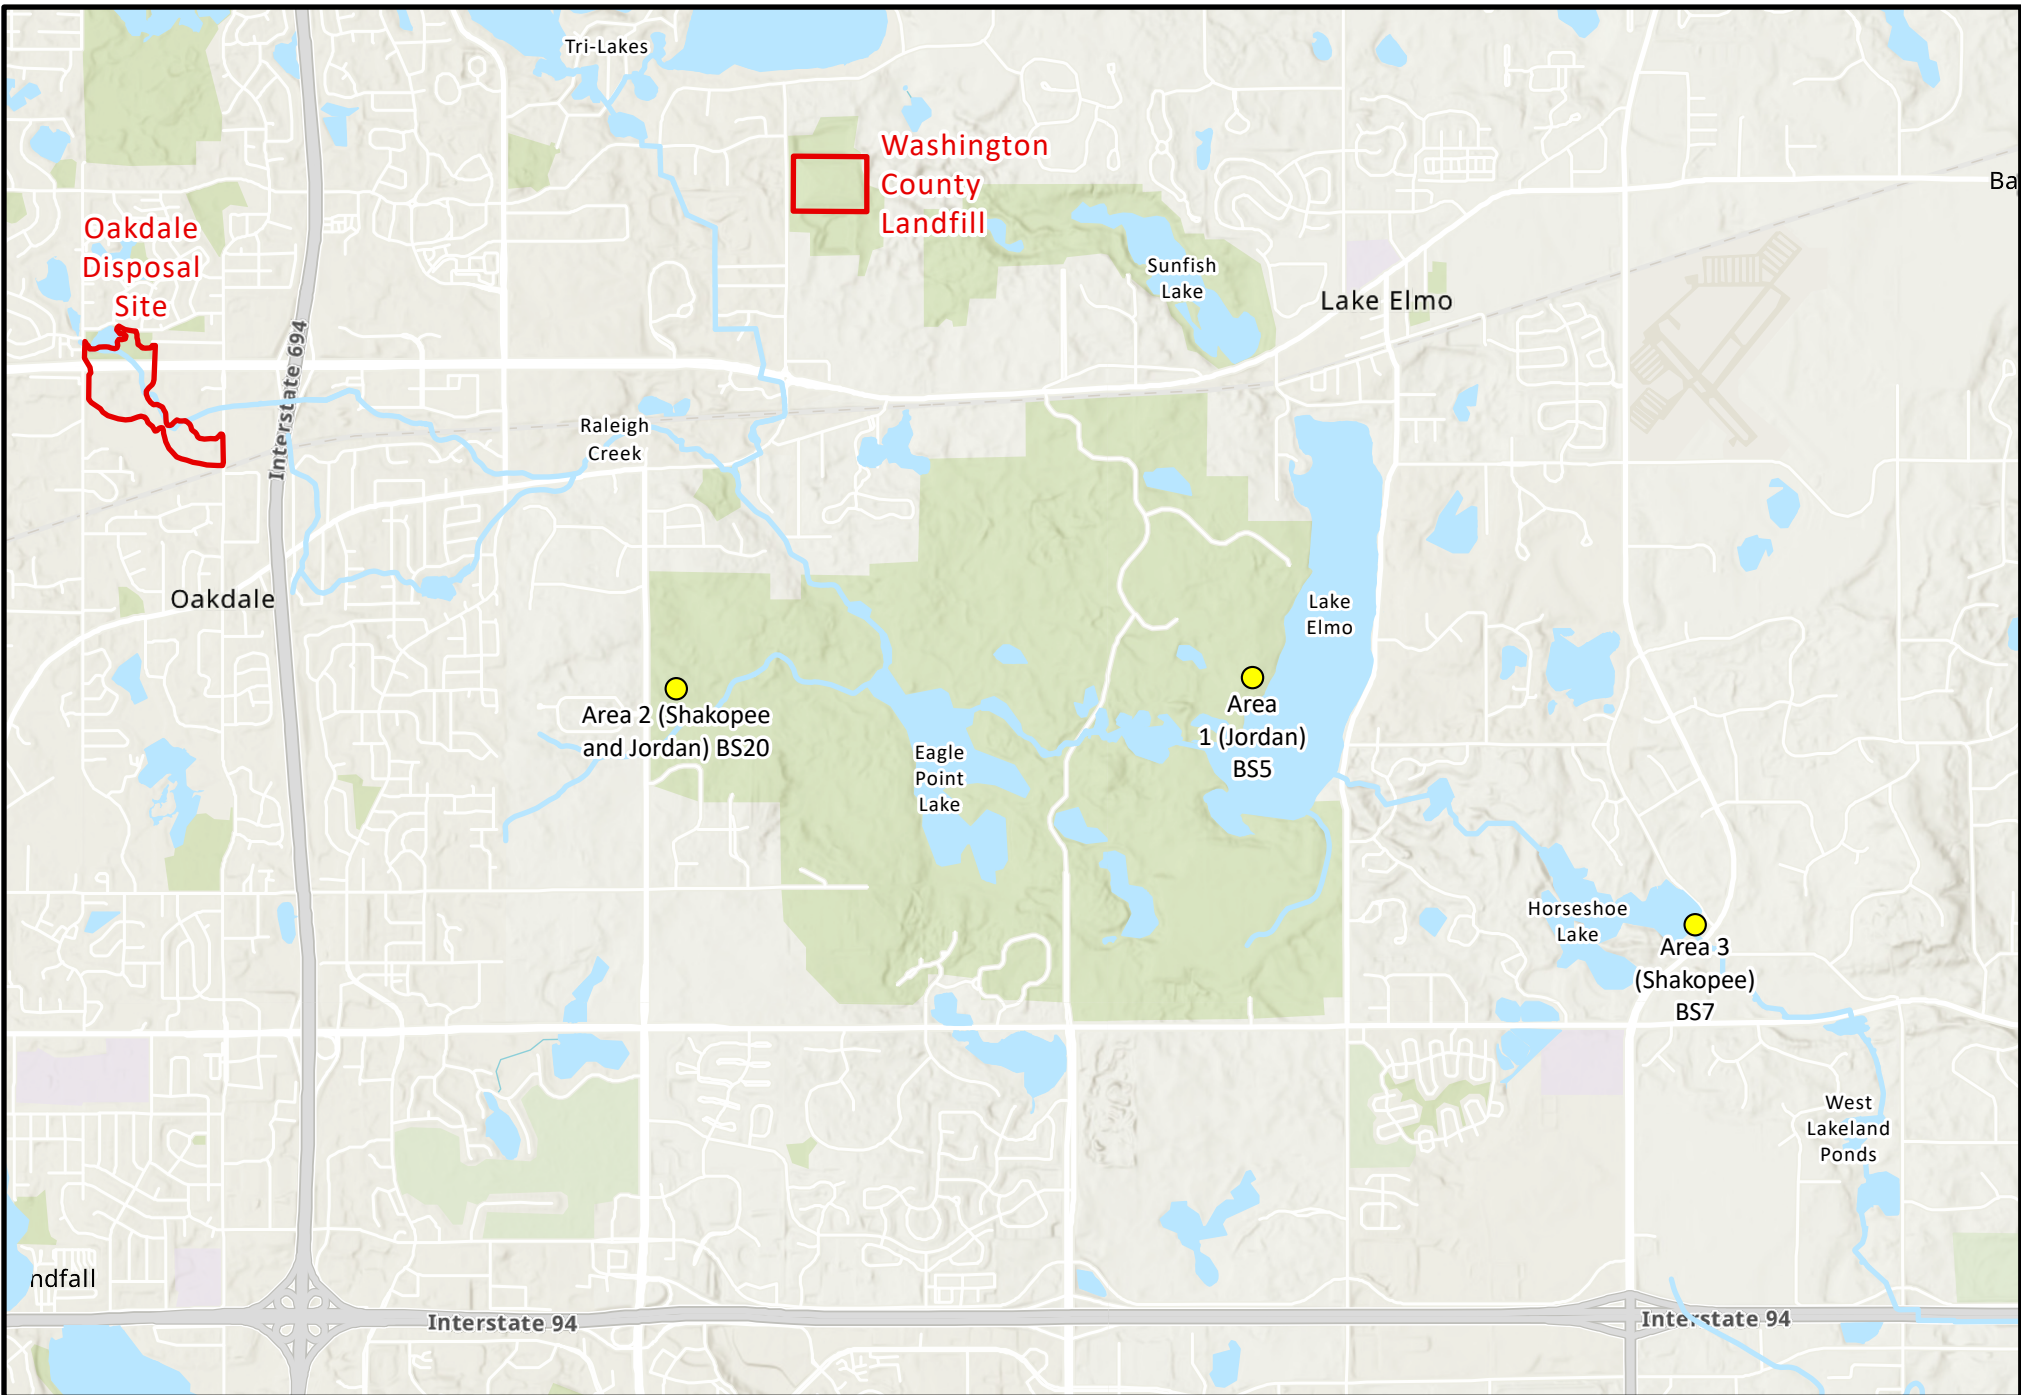 Tri-Lakes
Washington
County
Landfill
Ba
Oakdale
Disposal
Site
Sunfish
Lake
Lake Elmo
Interstate 694
Raleigh
Creek
Oakdale
Lake
Elmo
Area 2 (Shakopee
and Jordan) BS20
Area
1 (Jordan)
BS5
Eagle
Point
Lake
Horseshoe
Lake
Area 3
(Shakopee)
BS7
West
Lakeland
Ponds
ndfall
Interstate 94
Interstate 94